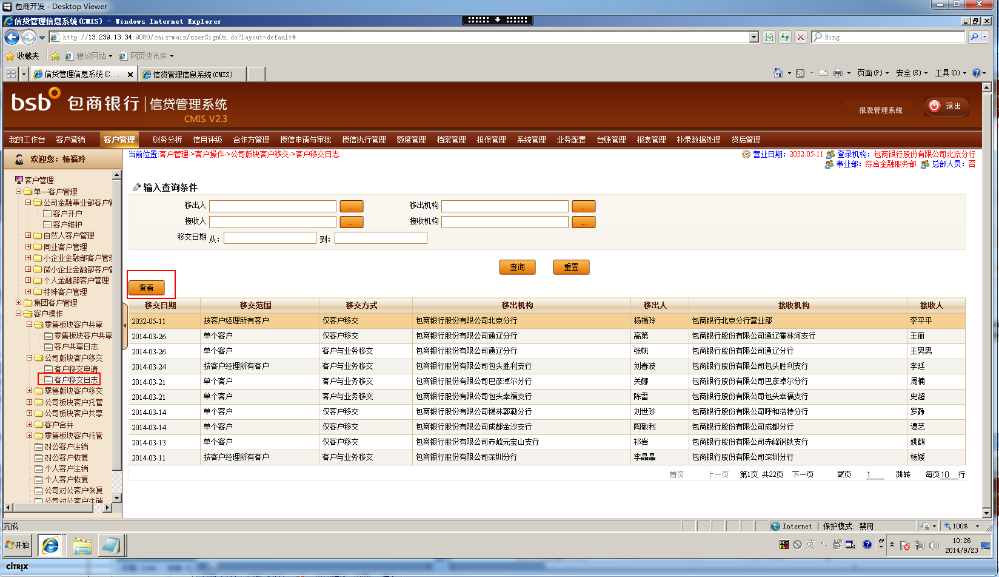 包商开发 - Desktop Viewer
信贷管理信息系统(CMIS) - Windows Internet Explorer
http://13.239.13.34:9080/cmis-main/userSignOn.do?layout=default#
Bing
收藏夹 建议网站 网页快讯库
信贷管理信息系统(C... 信贷管理信息系统(CMIS)
页面(P) 安全(S) 工具(O)
bsb 包商银行 信贷管理系统
CMIS V2.3
报表管理系统 退出
我的工作台 客户营销 客户管理 财务分析 信用评级 合作方管理 授信申请与审批 授信执行管理 额度管理 档案管理 担保管理 系统管理 业务配置 台账管理 报表管理 补录数据处理 贷后管理
欢迎您：杨福玲
当前位置:客户管理->客户操作->公司版块客户移交->客户移交日志
营业日期：2032-05-11 登录机构：包商银行股份有限公司北京分行
事业部：综合金融服务部 总部人员：否
客户管理
单一客户管理
公司金融事业部客户管
客户开户
客户维护
自然人客户管理
同业客户管理
小企业金融部客户管理
微小企业金融部客户管
个人金融部客户管理
特殊客户管理
集团客户管理
客户操作
零售板块客户共享
零售板块客户共享
客户共享日志
公司版块客户移交
客户移交申请
客户移交日志
零售版块客户移交
公司板块客户托管
公司板块客户共享
客户合并
零售板块客户托管
对公客户注销
对公客户恢复
个人客户注销
个人客户恢复
公司对公客户恢复
公司对公客户注销
输入查询条件
移出人 ... 移出机构 ...
接收人 ... 接收机构 ...
移交日期 从： 到：
查询 重置
查看
移交日期 移交范围 移交方式 移出机构 移出人 接收机构 接收人
2032-05-11 按客户经理所有客户 仅客户移交 包商银行股份有限公司北京分行 杨福玲 包商银行北京分行营业部 李平平
2014-03-26 单个客户 仅客户移交 包商银行股份有限公司通辽分行 高第 包商银行股份有限公司通辽霍林河支行 王丽
2014-03-26 单个客户 客户与业务移交 包商银行股份有限公司通辽分行 张帆 包商银行股份有限公司通辽分行 王男男
2014-03-24 按客户经理所有客户 客户与业务移交 包商银行股份有限公司包头胜利支行 刘春波 包商银行股份有限公司包头胜利支行 李廷
2014-03-21 单个客户 客户与业务移交 包商银行股份有限公司巴彦淖尔分行 关娜 包商银行股份有限公司巴彦淖尔分行 周楠
2014-03-21 单个客户 客户与业务移交 包商银行股份有限公司包头幸福支行 陈雷 包商银行股份有限公司包头幸福支行 史超
2014-03-14 单个客户 仅客户移交 包商银行股份有限公司锡林郭勒分行 刘世珍 包商银行股份有限公司呼和浩特分行 罗静
2014-03-14 单个客户 仅客户移交 包商银行股份有限公司成都金沙支行 陶敬利 包商银行股份有限公司成都分行 谭艺
2014-03-13 单个客户 仅客户移交 包商银行股份有限公司赤峰元宝山支行 祁岩 包商银行股份有限公司赤峰钢铁支行 姚鹤
2014-03-11 按客户经理所有客户 客户与业务移交 包商银行股份有限公司深圳分行 李晶晶 包商银行股份有限公司深圳分行 杨媛
首页 上一页 第1页 共22页 下一页 尾页 1 跳转 每页10 行
完成
Internet | 保护模式: 禁用 100%
开始 英
10:26
2014/9/23
CITRIX